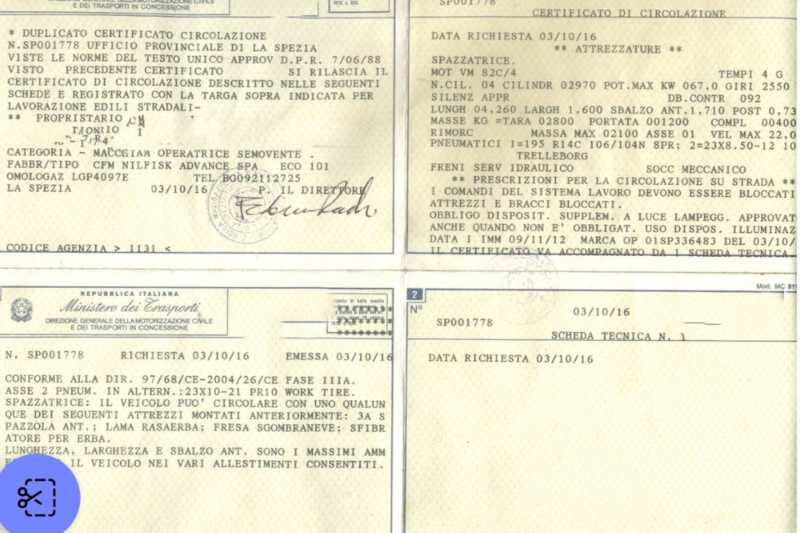 DIREZIONE GENERALE DELLA MOTORIZZAZIONE CIVILE
E DEI TRASPORTI IN CONCESSIONE
* DUPLICATO CERTIFICATO CIRCOLAZIONE
N.SP001778 UFFICIO PROVINCIALE DI LA SPEZIA
VISTE LE NORME DEL TESTO UNICO APPROV D.P.R. 7/06/88
VISTO PRECEDENTE CERTIFICATO SI RILASCIA IL
CERTIFICATO DI CIRCOLAZIONE DESCRITTO NELLE SEGUENTI
SCHEDE E REGISTRATO CON LA TARGA SOPRA INDICATA PER
LAVORAZIONE EDILI STRADALI-
** PROPRISTARIO
CATEGORIA - MACCHIAM OPERATRICE SEMOVENTE .
FABBR/TIPO CFM NILFISK ADVANCE SPA ECO 101
OMOLOGAZ LGP4097E TEL BG092112725
LA SPEZIA 03/10/16 P. IL DIRETTORE
CODICE AGENZIA > 1131 <
SP001778
CERTIFICATO DI CIRCOLAZIONE
DATA RICHIESTA 03/10/16
** ATTREZZATURE **
SPAZZATRICE.
MOT VM 82C/4 TEMPI 4 G
N.CIL. 04 CILINDR 02970 POT.MAX KW 067.0 GIRI 2550
SILENZ APPR DB.CONTR 092
LUNGH 04.260 LARGH 1.600 SBALZO ANT.1,710 POST 0,73
MASSE KG =TARA 02800 PORTATA 001200 COMPL 00400
RIMORC MASSA MAX 02100 ASSE 01 VEL MAX 22,0
PNEUMATICI 1=195 R14C 106/104N 8PR; 2=23X8.50-12 10
TRELLEBORG
FRENI SERV IDRAULICO SOCC MECCANICO
** PRESCRIZIONI PER LA CIRCOLAZIONE SU STRADA **
I COMANDI DEL SISTEMA LAVORO DEVONO ESSERE BLOCCATI
ATTREZZI E BRACCI BLOCCATI.
OBBLIGO DISPOSIT. SUPPLEM. A LUCE LAMPEGG. APPROVAT
ANCHE QUANDO NON E' OBBLIGAT. USO DISPOS. ILLUMINAZ
DATA I IMM 09/11/12 MARCA OP 01SP336483 DEL 03/10/
IL CERTIFICATO VA ACCOMPAGNATO DA 1 SCHEDA TECNICA
REPUBBLICA ITALIANA
Ministero dei Trasporti
DIREZIONE GENERALE DELLA MOTORIZZAZIONE CIVILE
E DEI TRASPORTI IN CONCESSIONE
N. SP001778 RICHIESTA 03/10/16 EMESSA 03/10/16
CONFORME ALLA DIR. 97/68/CE-2004/26/CE FASE IIIA.
ASSE 2 PNEUM. IN ALTERN.:23X10-21 PR10 WORK TIRE.
SPAZZATRICE: IL VEICOLO PUO' CIRCOLARE CON UNO QUALUN
QUE DEI SEGUENTI ATTREZZI MONTATI ANTERIORMENTE: 3A S
PAZZOLA ANT.; LAMA RASAERBA; FRESA SGOMBRANEVE; SFIBR
ATORE PER ERBA.
LUNGHEZZA, LARGHEZZA E SBALZO ANT. SONO I MASSIMI AMM
IL VEICOLO NEI VARI ALLESTIMENTI CONSENTITI.
Mod. MC 811
2
N°
03/10/16
SP001778
SCHEDA TECNICA N. 1
DATA RICHIESTA 03/10/16